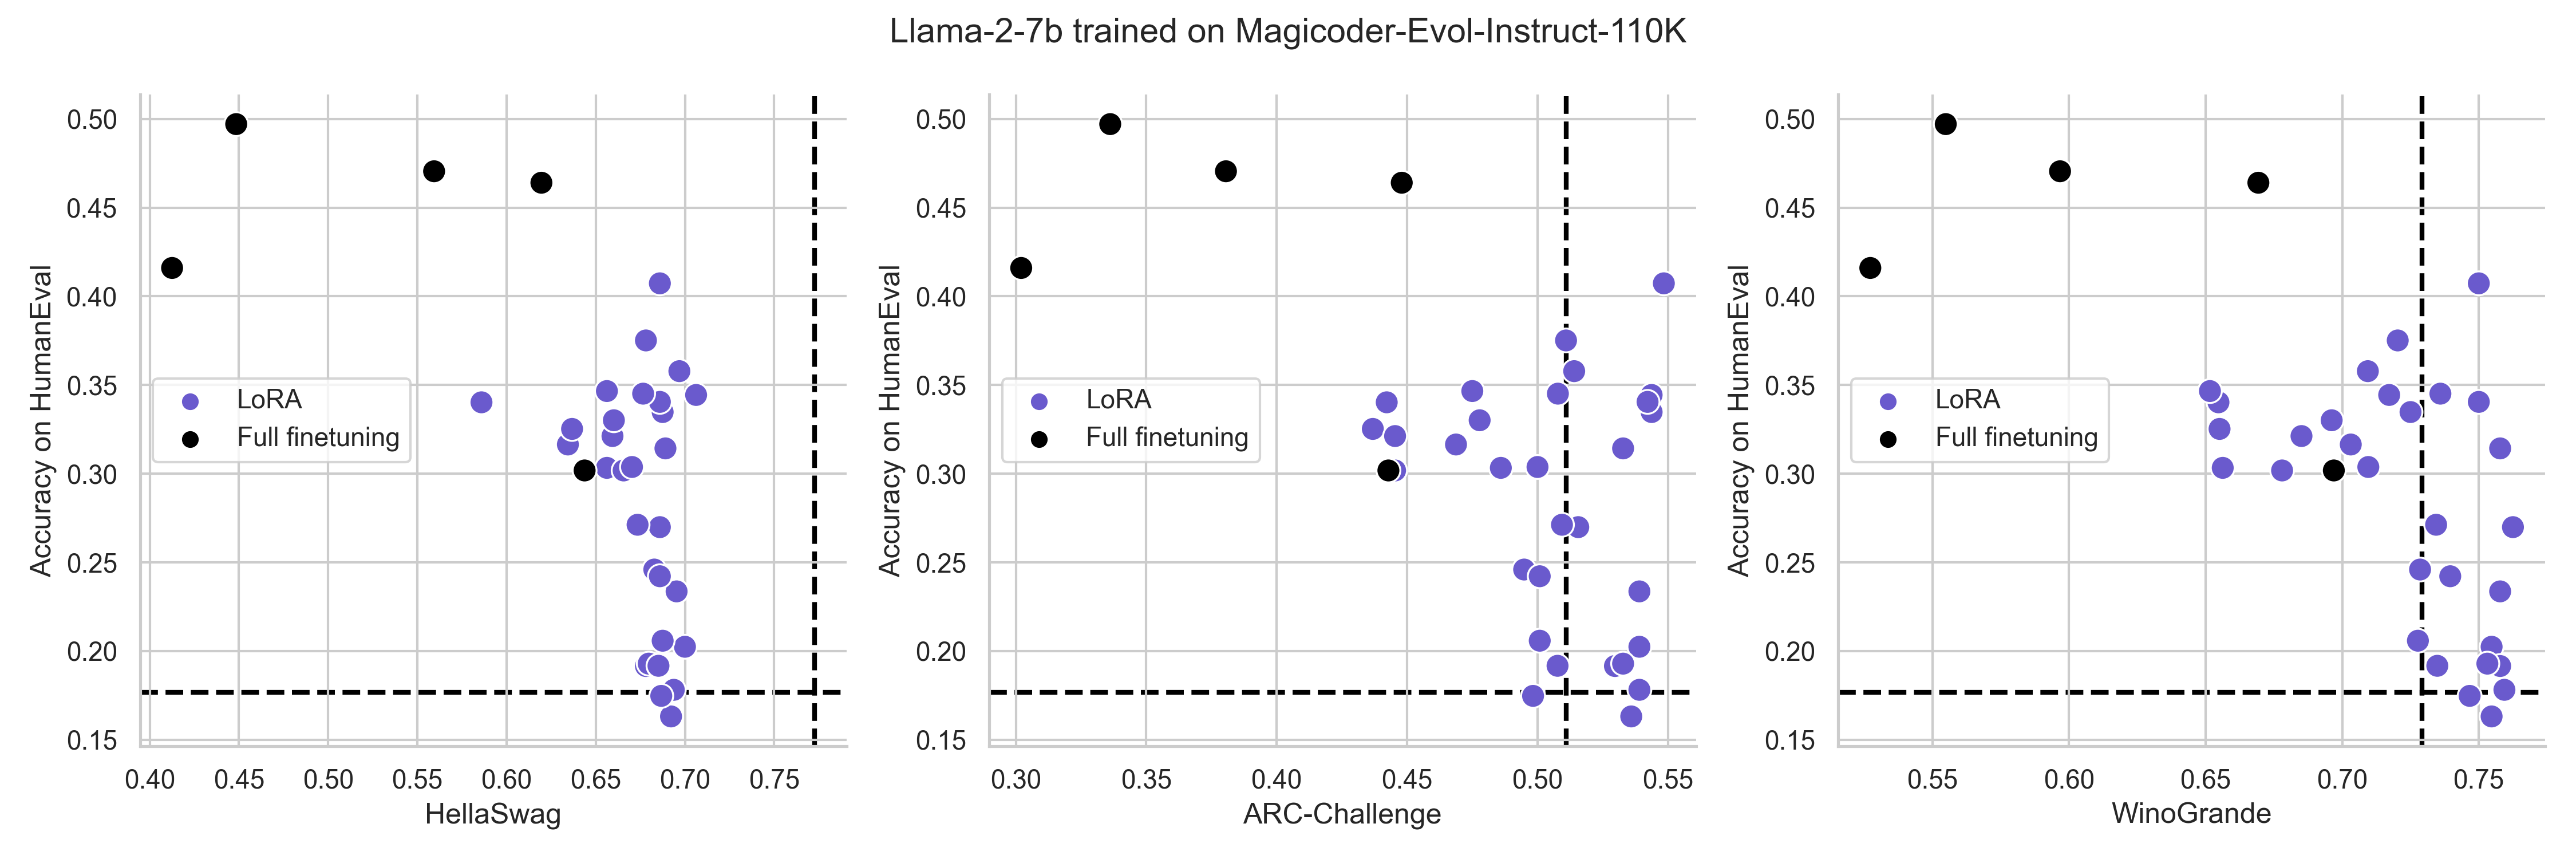 Llama-2-7b trained on Magicoder-Evol-Instruct-110K
Accuracy on HumanEval
0.50
0.45
0.40
0.35
0.30
0.25
0.20
0.15
LoRA
Full finetuning
0.40 0.45 0.50 0.55 0.60 0.65 0.70 0.75
HellaSwag
Accuracy on HumanEval
0.50
0.45
0.40
0.35
0.30
0.25
0.20
0.15
LoRA
Full finetuning
0.30 0.35 0.40 0.45 0.50 0.55
ARC-Challenge
Accuracy on HumanEval
0.50
0.45
0.40
0.35
0.30
0.25
0.20
0.15
LoRA
Full finetuning
0.55 0.60 0.65 0.70 0.75
WinoGrande